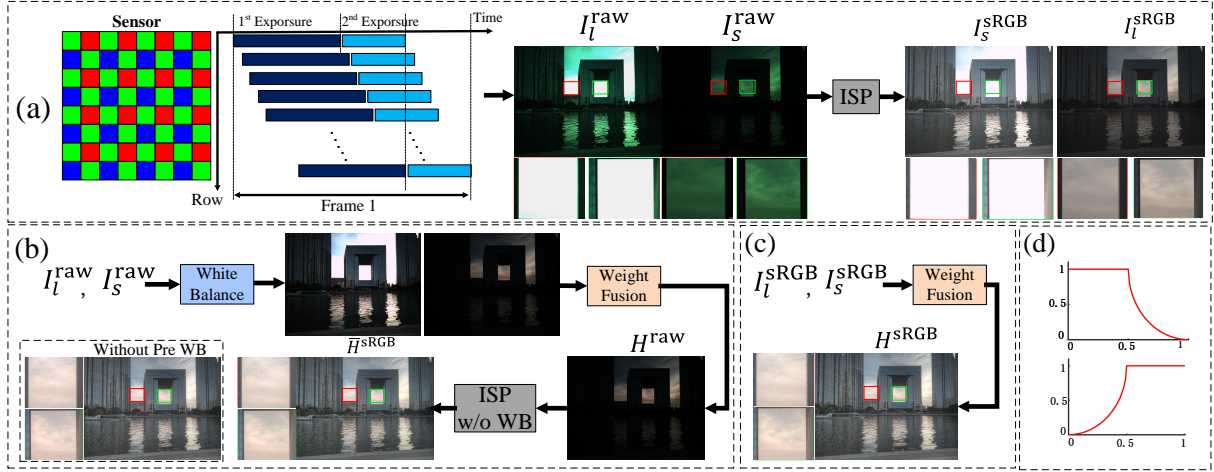 (a)
Sensor
1st Exporsure 2nd Exporsure Time
Row
Frame 1
I_l^raw I_s^raw
ISP
I_s^sRGB I_l^sRGB
(b)
I_l^raw, I_s^raw
White
Balance
Weight
Fusion
Without Pre WB
H̅^sRGB
ISP
w/o WB
H^raw
(c)
I_l^sRGB, I_s^sRGB
Weight
Fusion
H^sRGB
(d)
1
0.5
0
0 0.5 1
1
0.5
0
0 0.5 1